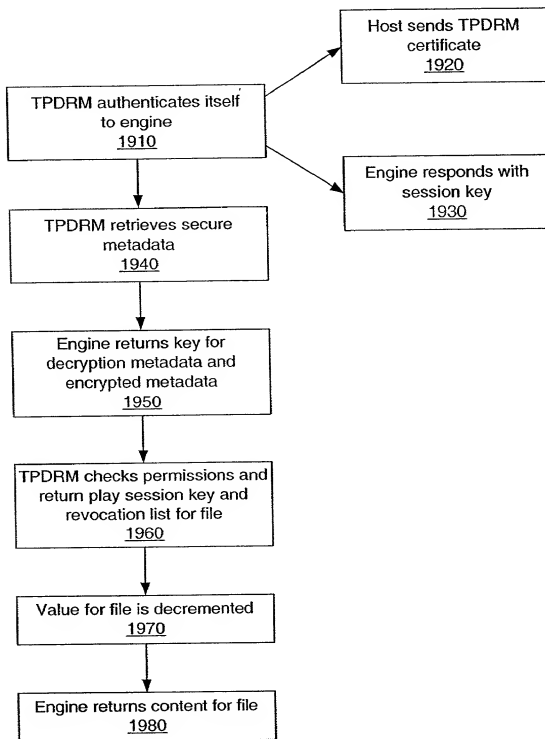 Host sends TPDRM
certificate
1920
TPDRM authenticates itself
to engine
1910
Engine responds with
session key
1930
TPDRM retrieves secure
metadata
1940
Engine returns key for
decryption metadata and
encrypted metadata
1950
TPDRM checks permissions and
return play session key and
revocation list for file
1960
Value for file is decremented
1970
Engine returns content for file
1980